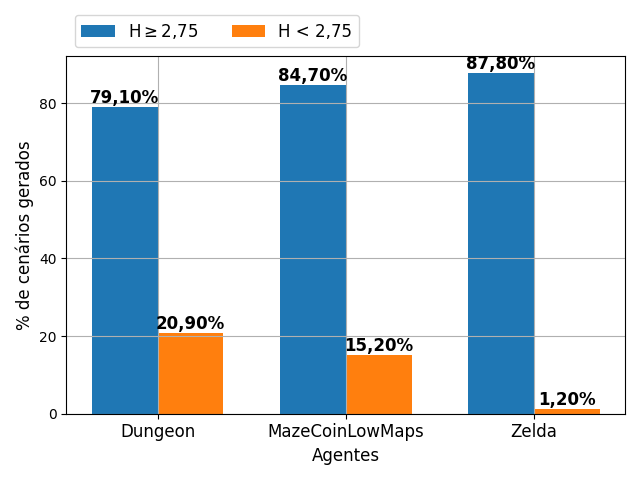 H ≥ 2,75 H < 2,75
87,80%
84,70%
79,10%
20,90%
15,20%
1,20%
80
60
40
20
0
% de cenários gerados
Dungeon MazeCoinLowMaps Zelda
Agentes